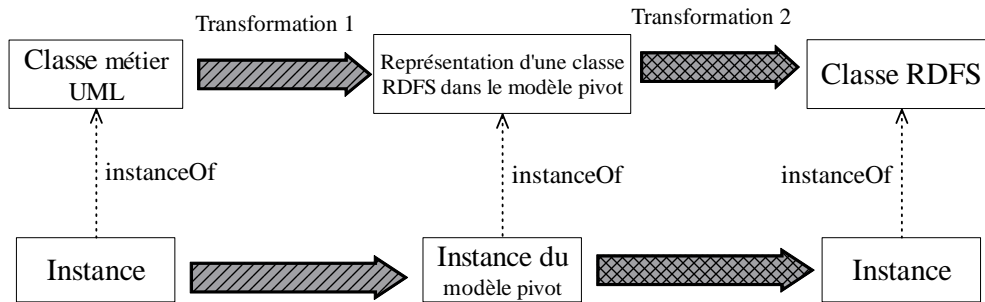 Transformation 1
Transformation 2
Classe métier
UML
Représentation d'une classe
RDFS dans le modèle pivot
Classe RDFS
instanceOf
instanceOf
instanceOf
Instance
Instance du
modèle pivot
Instance